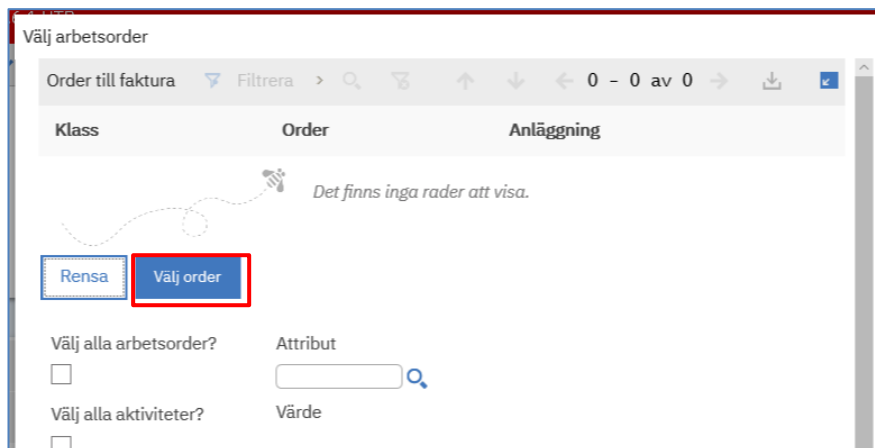 Välj arbetsorder
Order till faktura Filtrera > 0 - 0 av 0
Klass Order Anläggning
Det finns inga rader att visa.
Rensa Välj order
Välj alla arbetsorder? Attribut
Välj alla aktiviteter? Värde